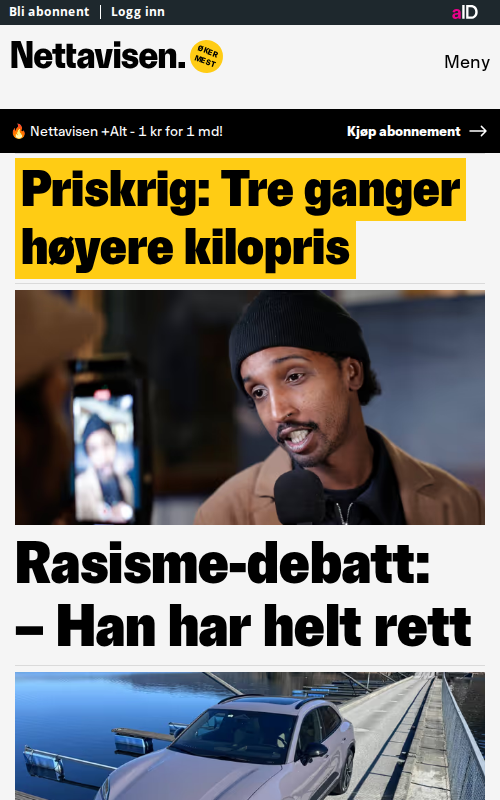 Bli abonnent | Logg inn
aID
Nettavisen.
ØKER
MEST
Meny
🔥 Nettavisen +Alt - 1 kr for 1 md!
Kjøp abonnement →
Priskrig: Tre ganger
høyere kilopris
Rasisme-debatt:
– Han har helt rett